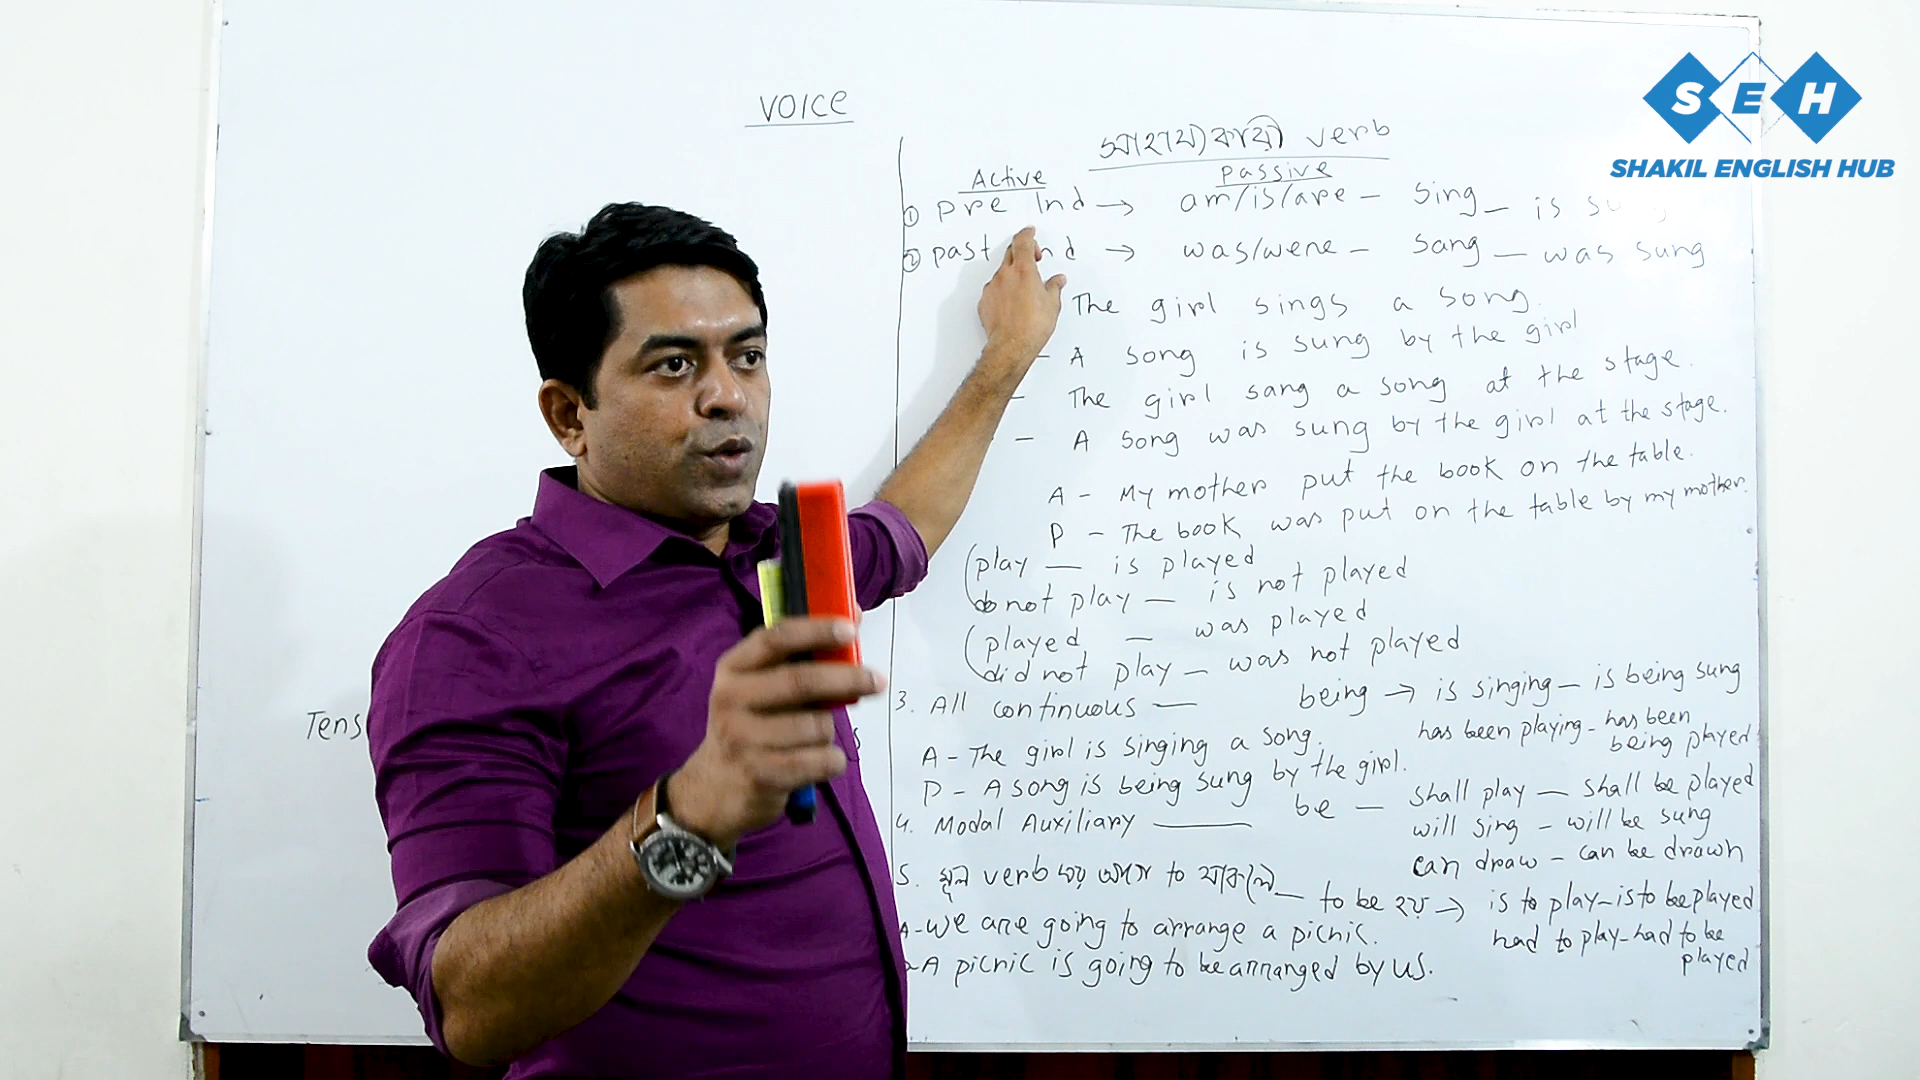 SEH
SHAKIL ENGLISH HUB
VOICE
সাহায্যকারী verb
Active
passive
① pre Ind → am/is/are – sing – is
② past Ind → was/were – sang – was sung
The girl sings a song.
– A song is sung by the girl
– The girl sang a song at the stage.
– A song was sung by the girl at the stage.
A – My mother put the book on the table.
P – The book was put on the table by my mother.
play — is played
do not play – is not played
played – was played
did not play – was not played
3. All continuous — being → is singing – is being sung
has been playing – has been being played
A – The girl is singing a song.
P – A song is being sung by the girl.
4. Modal Auxiliary — be — shall play – shall be played
will sing – will be sung
can draw – can be drawn
5. মূল verb এর আগে to থাকলে – to be হয় → is to play – is to be played
had to play – had to be played
A – We are going to arrange a picnic.
– A picnic is going to be arranged by us.